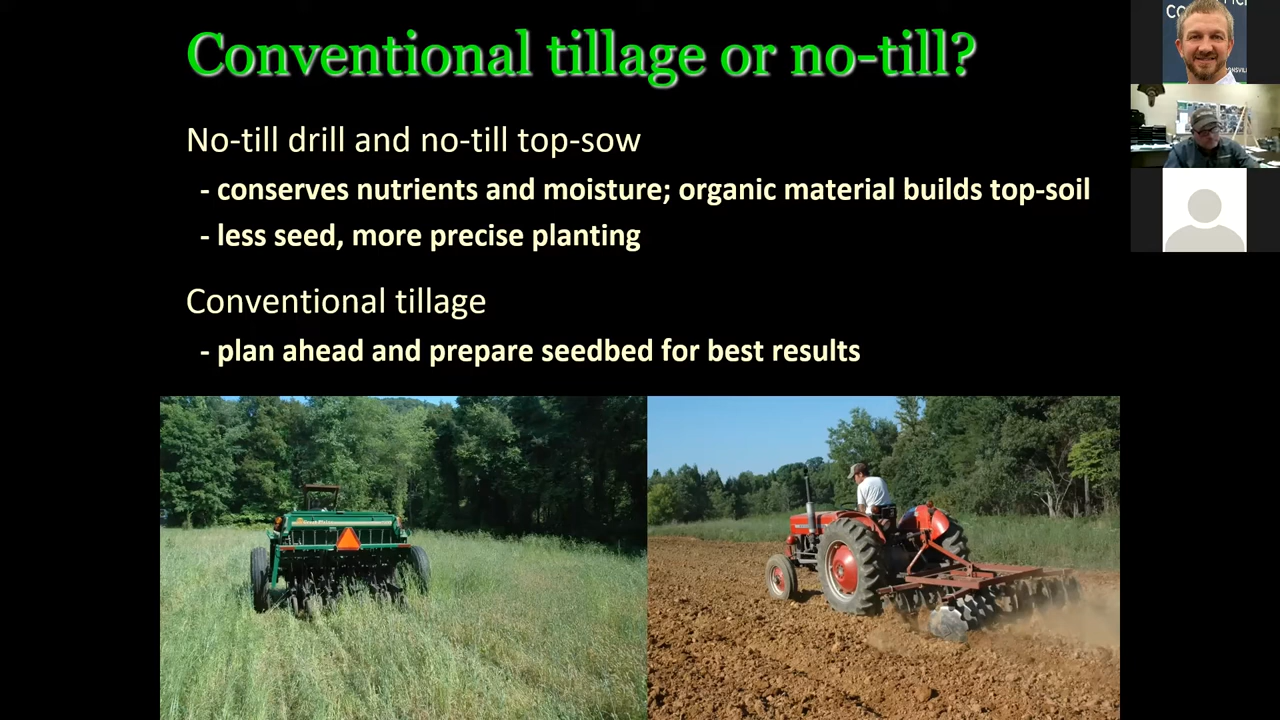 Conventional tillage or no-till?
No-till drill and no-till top-sow
- conserves nutrients and moisture; organic material builds top-soil
- less seed, more precise planting
Conventional tillage
- plan ahead and prepare seedbed for best results